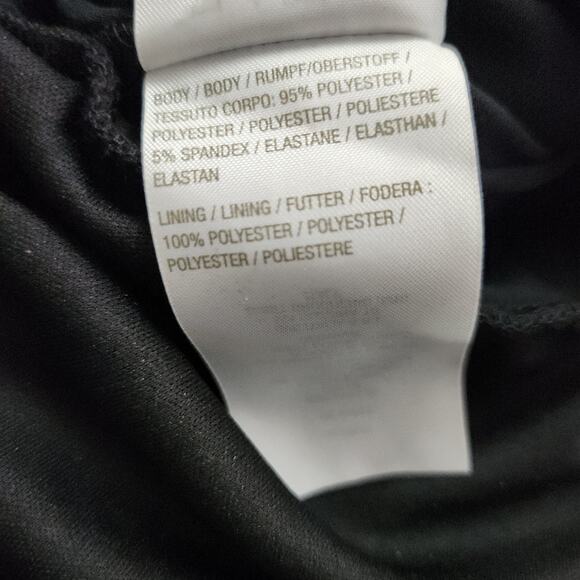 BODY / BODY / RUMPF/OBERSTOFF /
TESSUTO CORPO: 95% POLYESTER /
POLYESTER / POLYESTER / POLIESTERE
5% SPANDEX / ELASTANE / ELASTHAN /
ELASTAN
LINING / LINING / FUTTER / FODERA :
100% POLYESTER / POLYESTER /
POLYESTER / POLIESTERE